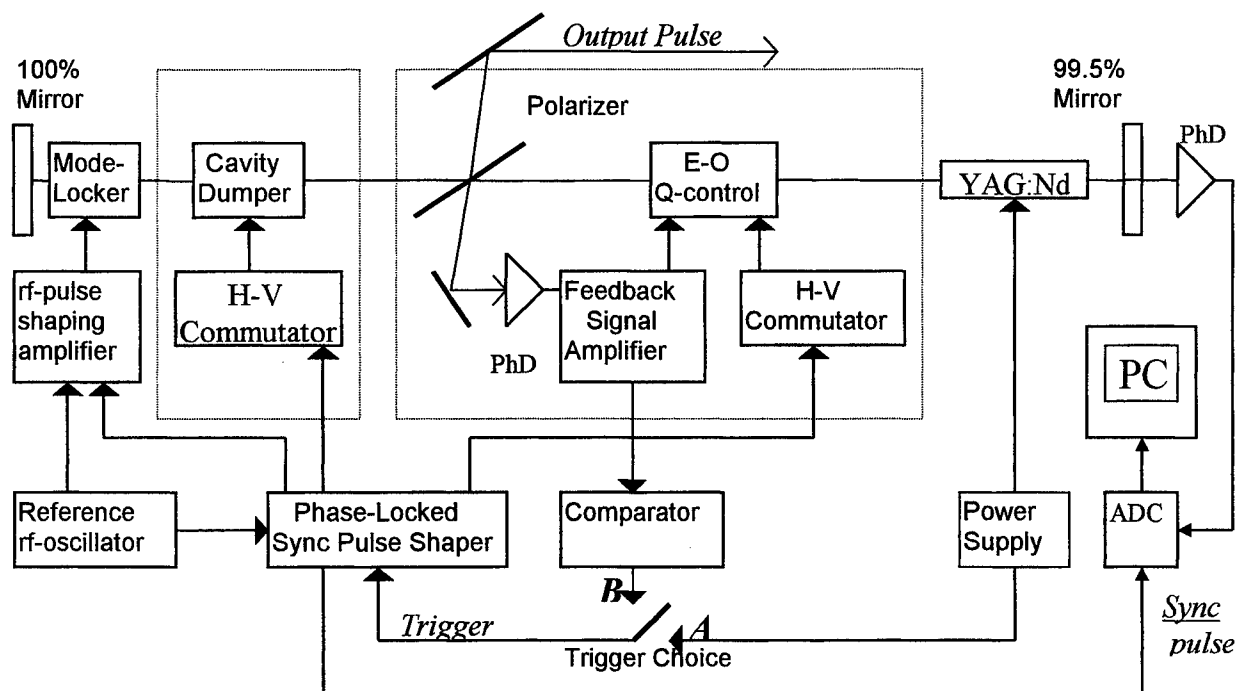 Output Pulse
100%
Mirror
99.5%
Mirror
Polarizer
PhD
Mode-
Locker
Cavity
Dumper
E-O
Q-control
YAG:Nd
rf-pulse
shaping
amplifier
H-V
Commutator
PhD
Feedback
Signal
Amplifier
H-V
Commutator
PC
Reference
rf-oscillator
Phase-Locked
Sync Pulse Shaper
Comparator
Power
Supply
ADC
B
Trigger
A
Trigger Choice
Sync
pulse